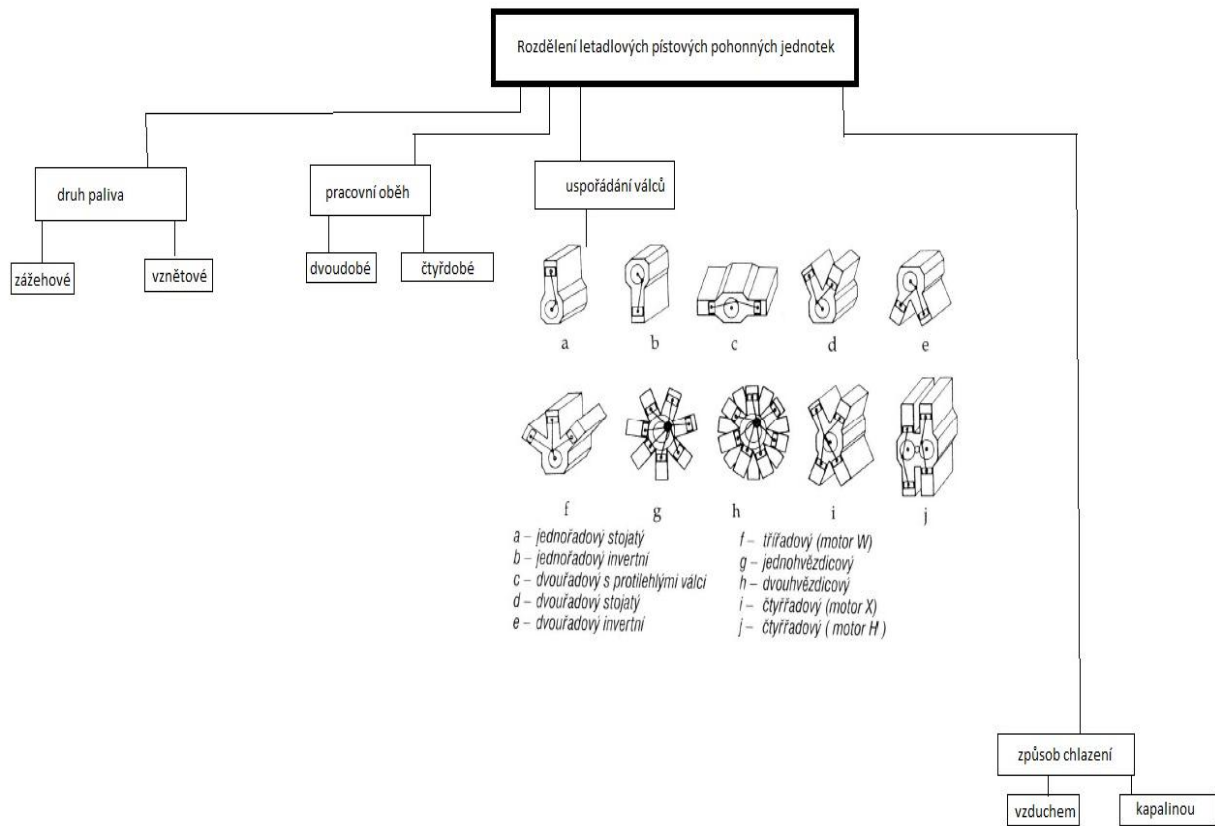 Rozdělení letadlových pístových pohonných jednotek
druh paliva
pracovní oběh
uspořádání válců
zážehové
vznětové
dvoudobé
čtyřdobé
a
b
c
d
e
f
g
h
i
j
a – jednořadový stojatý
b – jednořadový invertní
c – dvouřadový s protilehlými válci
d – dvouřadový stojatý
e – dvouřadový invertní
f – třířadový (motor W)
g – jednohvězdicový
h – dvouhvězdicový
i – čtyřřadový (motor X)
j – čtyřřadový ( motor H )
způsob chlazení
vzduchem
kapalinou